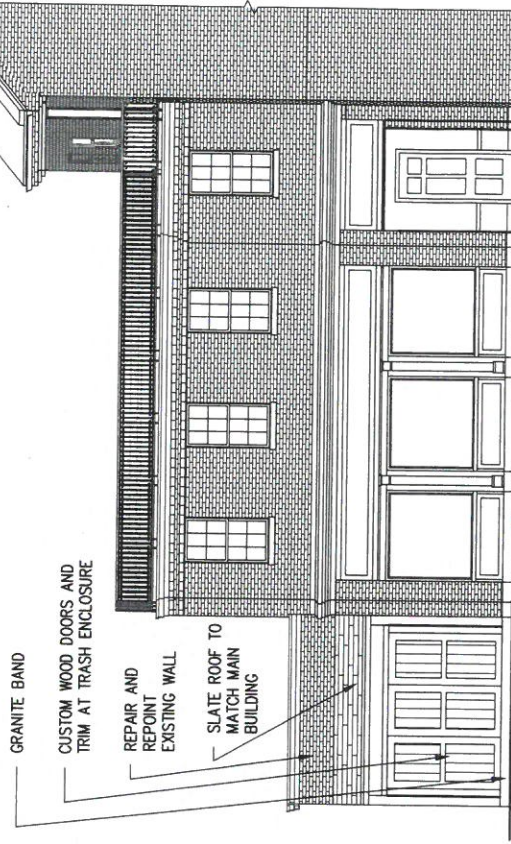 GRANITE BAND
CUSTOM WOOD DOORS AND
TRIM AT TRASH ENCLOSURE
REPAIR AND
REPOINT
EXISTING WALL
SLATE ROOF TO
MATCH MAIN
BUILDING